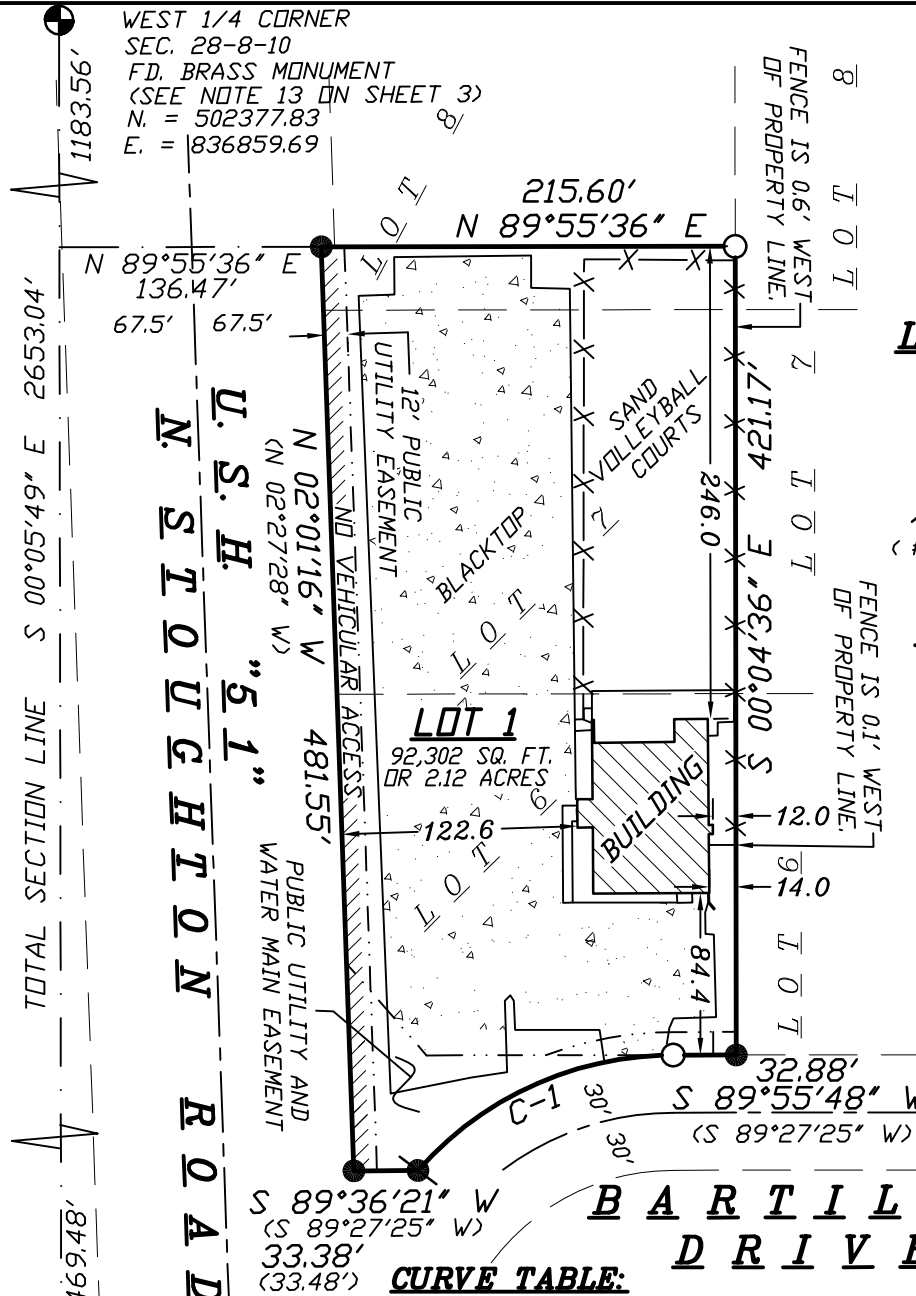 WEST 1/4 CORNER
SEC. 28-8-10
FD. BRASS MONUMENT
(SEE NOTE 13 ON SHEET 3)
N. = 502377.83
E. = 836859.69
1183.56'
LOT 8
LOT 8
FENCE IS 0.6' WEST
OF PROPERTY LINE.
215.60'
N 89°55'36" E
N 89°55'36" E
136.47'
67.5' 67.5'
12' PUBLIC
UTILITY EASEMENT
SAND
VOLLEYBALL
COURTS
246.0
S 00°04'36" E 421.17'
LOT 7
TOTAL SECTION LINE S 00°05'49" E 2653.04'
U. S. H. "51"
N. STOUGHTON ROAD
N 02°01'16" W 481.55'
(N 02°27'28" W)
NO VEHICULAR ACCESS
BLACKTOP
LOT 7
FENCE IS 0.1' WEST
OF PROPERTY LINE.
LOT 1
92,302 SQ. FT.
OR 2.12 ACRES
122.6
BUILDING
12.0
14.0
LOT 6
LOT 6
84.4
PUBLIC UTILITY AND
WATER MAIN EASEMENT
C-1
30'
30'
32.88'
S 89°55'48" W
(S 89°27'25" W)
S 89°36'21" W
(S 89°27'25" W)
33.38'
(33.48')
BARTIL
DRIVE
469.48'
CURVE TABLE: